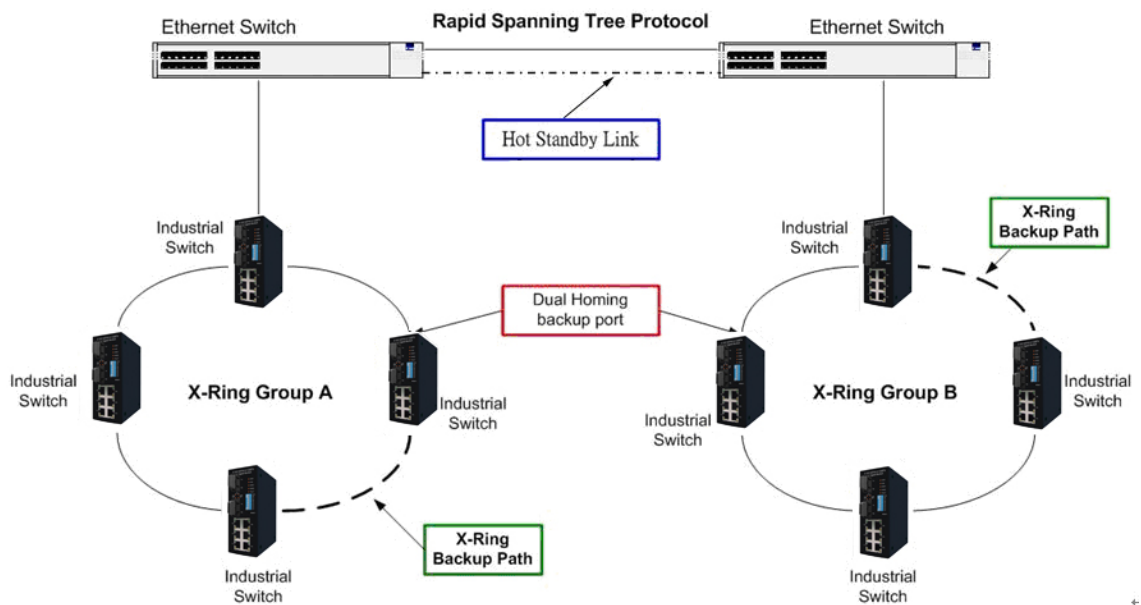 Rapid Spanning Tree Protocol
Ethernet Switch
Ethernet Switch
Hot Standby Link
Industrial
Switch
Industrial
Switch
X-Ring
Backup Path
Dual Homing
backup port
Industrial
Switch
X-Ring Group A
Industrial
Switch
Industrial
Switch
X-Ring Group B
Industrial
Switch
X-Ring
Backup Path
Industrial
Switch
Industrial
Switch